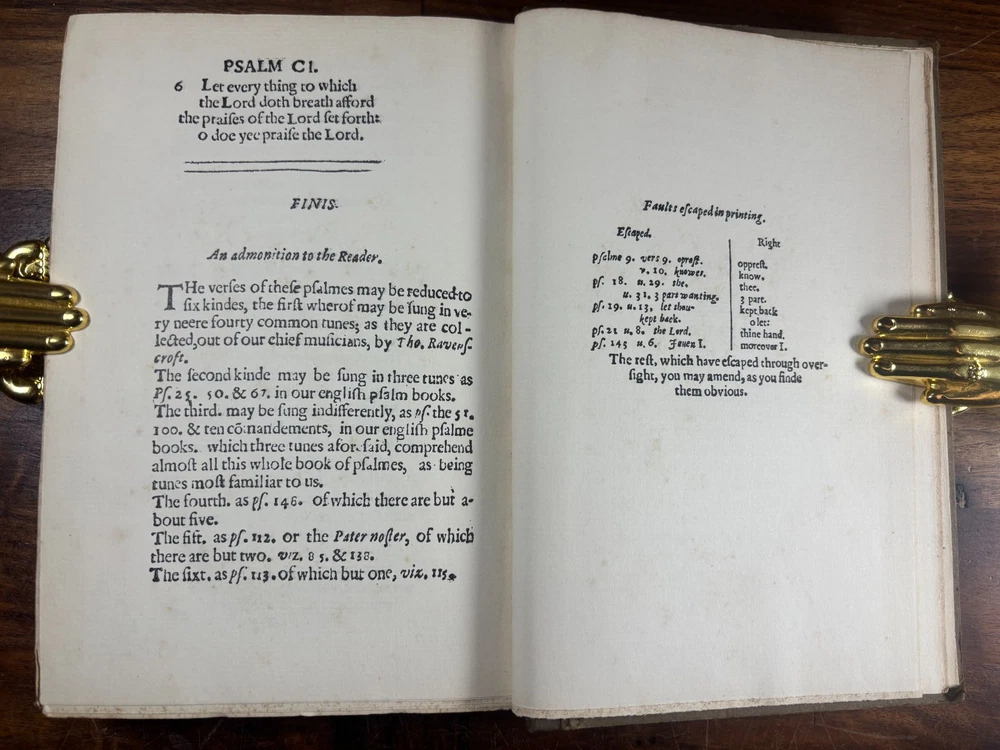 PSALM CI.
6 Let every thing to which
the Lord doth breath afford
the praiſes of the Lord ſet forth:
o doe yee praiſe the Lord.
FINIS.
An admonition to the Reader.
THe verſes of theſe pſalmes may be reduced to
ſix kindes, the firſt wherof may be ſung in ve-
ry neere fourty common tunes; as they are col-
lected, out of our chief muſicians, by Tho. Ravenſ-
croft.
The ſecond kinde may be ſung in three tunes as
Pſ. 25. 50. & 67. in our engliſh pſalm books.
The third. may be ſung indifferently, as pſ. the 51.
100. & ten cõmandements, in our engliſh pſalme
books. which three tunes aforeſaid, comprehend
almoſt all this whole book of pſalmes, as being
tunes moſt familiar to us.
The fourth. as pſ. 148. of which there are but a-
bout five.
The fift. as pſ. 112. or the Pater noſter, of which
there are but two. viz. 85. & 138.
The ſixt. as pſ. 113. of which but one, viz. 115.
Faults eſcaped in printing.
Eſcaped. Right
pſalme 9. vers 9. opreſt. oppreſt.
v. 10. knowes. know.
pſ. 18. u. 29. the. thee.
u. 31. 3 part wanting. 3 part.
pſ. 19. u. 13, let thou- kept back
kept back. o let:
pſ. 21 u. 8. the Lord. thine hand.
pſ. 143 u. 6. moreover I.
The reſt, which have eſcaped through over-
ſight, you may amend, as you finde
them obvious.